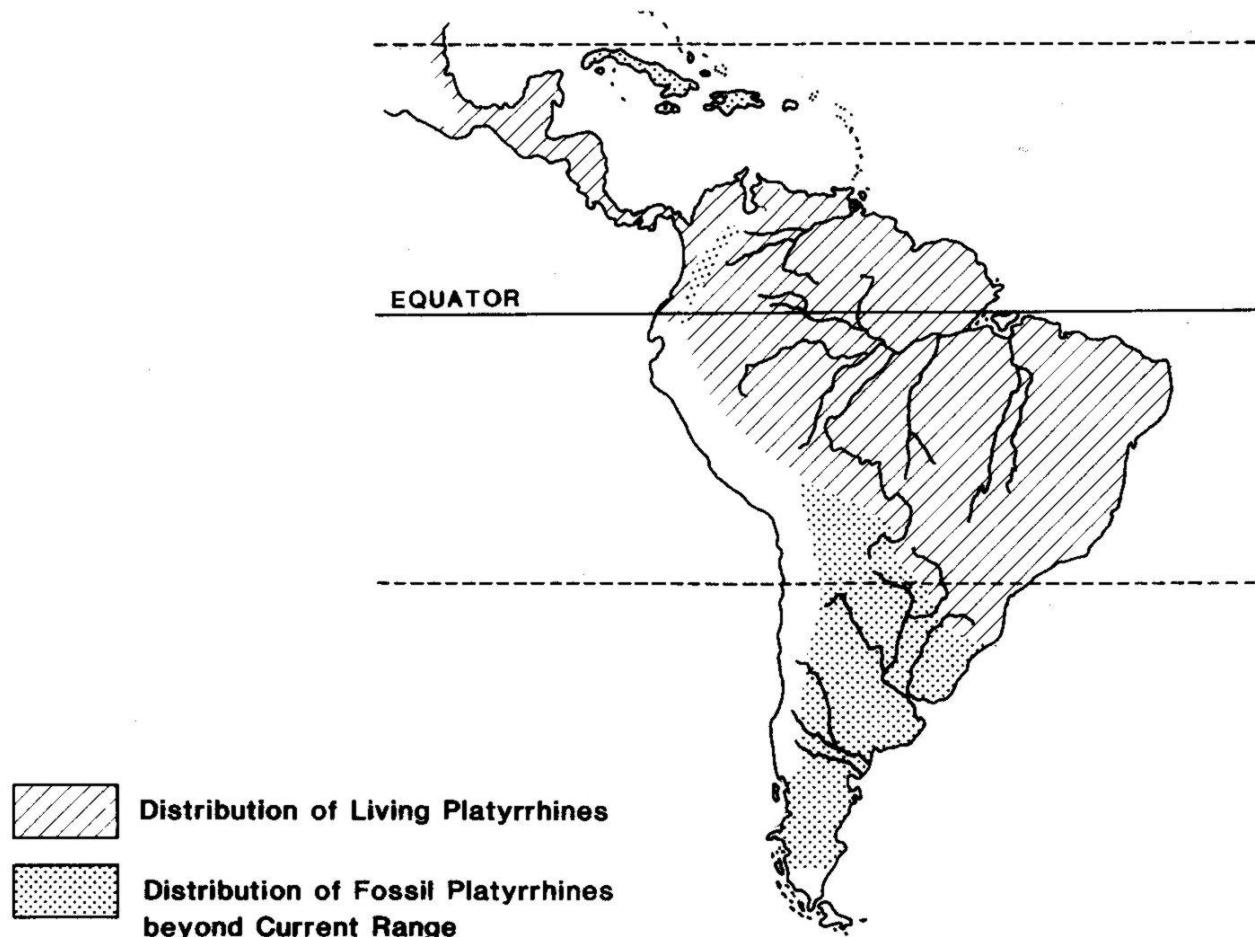 EQUATOR
Distribution of Living Platyrrhines
Distribution of Fossil Platyrrhines
beyond Current Range